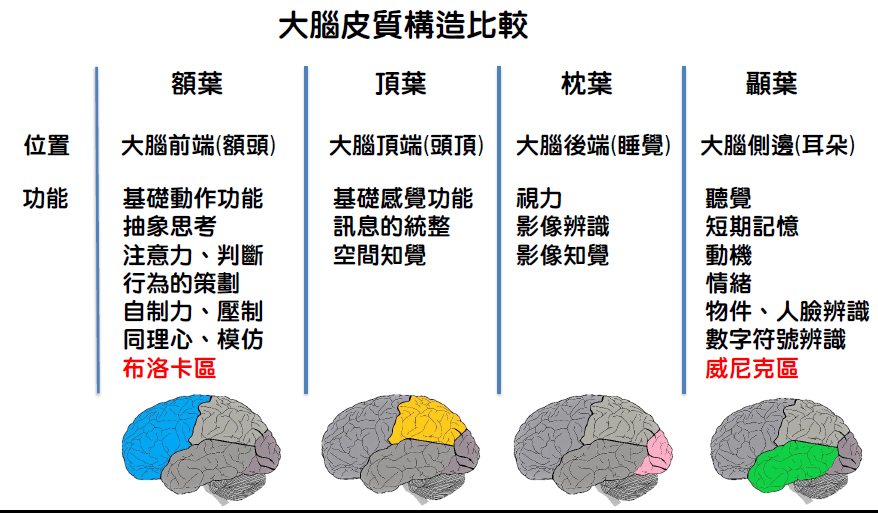 大腦皮質構造比較
額葉
頂葉
枕葉
顳葉
位置
大腦前端(額頭)
大腦頂端(頭頂)
大腦後端(睡覺)
大腦側邊(耳朵)
功能
基礎動作功能
抽象思考
注意力、判斷
行為的策劃
自制力、壓制
同理心、模仿
布洛卡區
基礎感覺功能
訊息的統整
空間知覺
視力
影像辨識
影像知覺
聽覺
短期記憶
動機
情緒
物件、人臉辨識
數字符號辨識
威尼克區